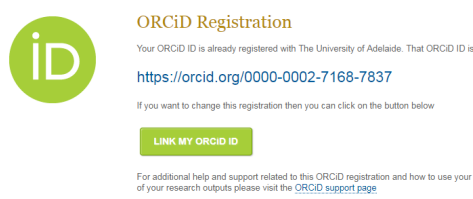 iD
ORCiD Registration
Your ORCiD ID is already registered with The University of Adelaide. That ORCiD ID is
https://orcid.org/0000-0002-7168-7837
If you want to change this registration then you can click on the button below
LINK MY ORCiD ID
For additional help and support related to this ORCiD registration and how to use your
of your research outputs please visit the ORCiD support page